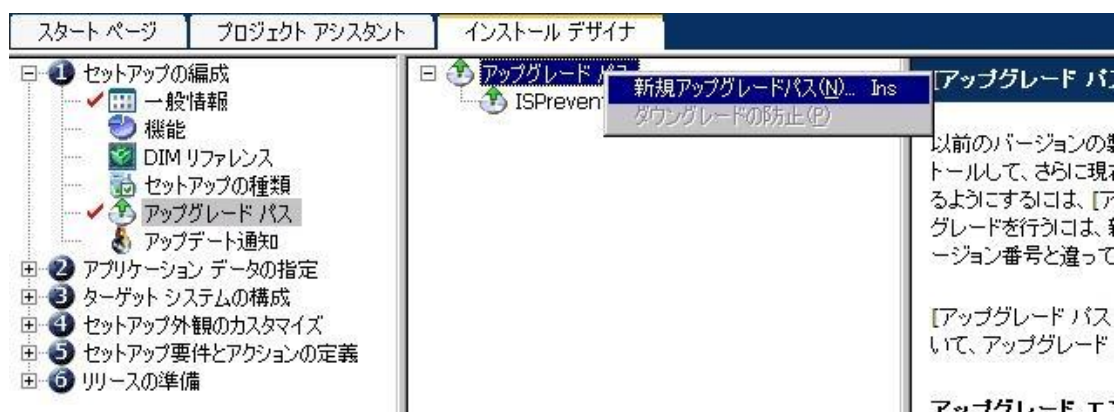 スタート ページ
プロジェクト アシスタント
インストール デザイナ
1 セットアップの編成
一般情報
機能
DIM リファレンス
セットアップの種類
アップグレード パス
アップデート通知
2 アプリケーション データの指定
3 ターゲット システムの構成
4 セットアップ外観のカスタマイズ
5 セットアップ要件とアクションの定義
6 リリースの準備
アップグレード パス
ISPreven
新規アップグレードパス(N)... Ins
ダウングレードの防止(P)
[アップグレード パ
以前のバージョンの
トールして、さらに現
るようにするには、[ア
グレードを行うには、
ージョン番号と違って
[アップグレード パス
いて、アップグレード
アップグレード エ